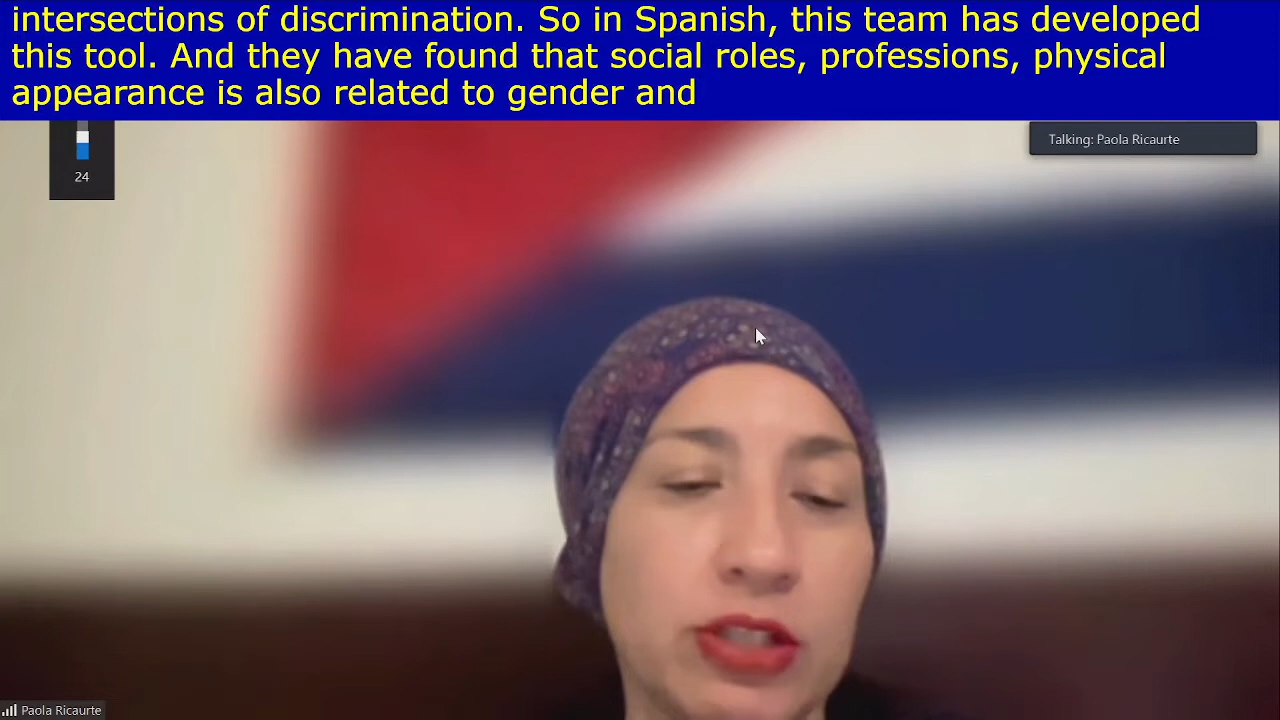 intersections of discrimination. So in Spanish, this team has developed
this tool. And they have found that social roles, professions, physical
appearance is also related to gender and
Talking: Paola Ricaurte
24
Paola Ricaurte